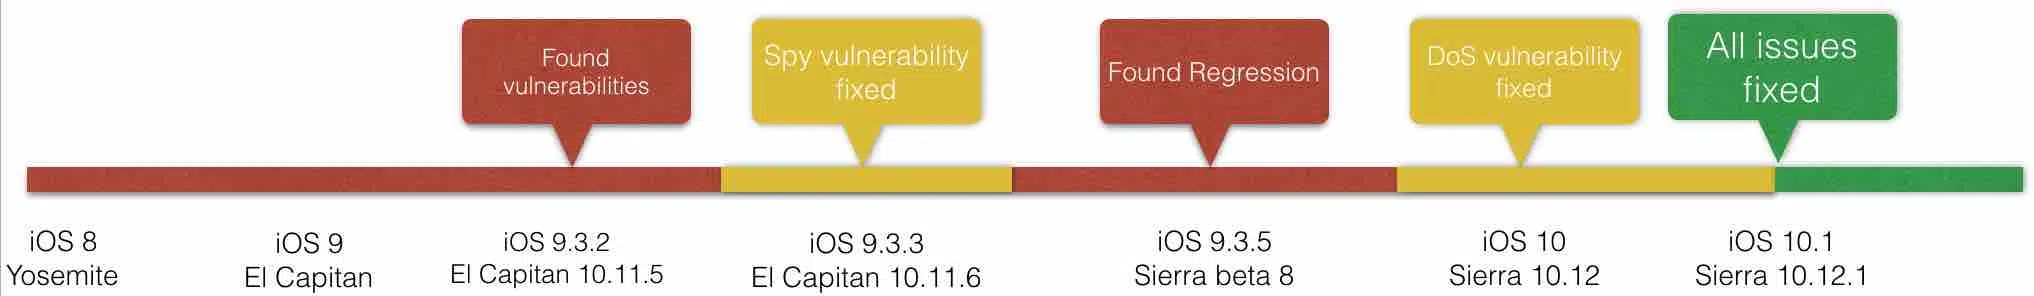 Found
vulnerabilities
Spy vulnerability
fixed
Found Regression
DoS vulnerability
fixed
All issues
fixed
iOS 8
Yosemite
iOS 9
El Capitan
iOS 9.3.2
El Capitan 10.11.5
iOS 9.3.3
El Capitan 10.11.6
iOS 9.3.5
Sierra beta 8
iOS 10
Sierra 10.12
iOS 10.1
Sierra 10.12.1